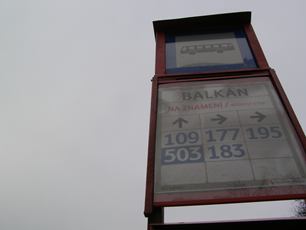 BALKÁN
NA ZNAMENÍ /
↑ → →
109 177 195
503 183